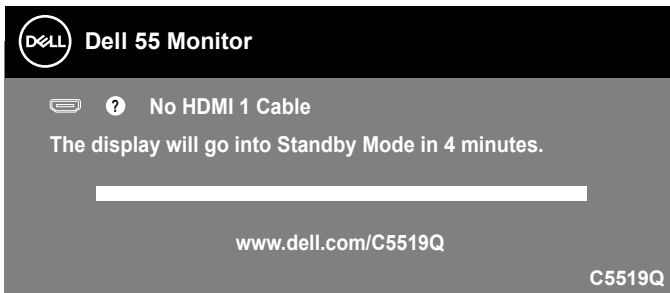 DELL Dell 55 Monitor
? No HDMI 1 Cable
The display will go into Standby Mode in 4 minutes.
www.dell.com/C5519Q
C5519Q